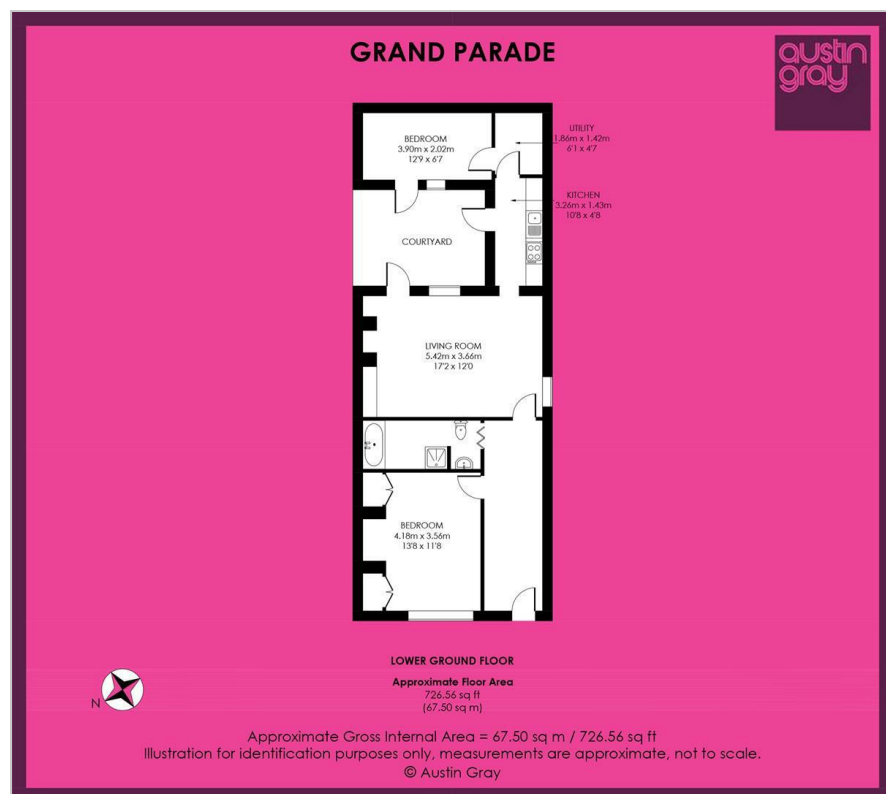 GRAND PARADE
austin
gray
BEDROOM
3.90m x 2.02m
12'9 x 6'7
UTILITY
1.86m x 1.42m
6'1 x 4'7
KITCHEN
3.26m x 1.43m
10'8 x 4'8
COURTYARD
LIVING ROOM
5.42m x 3.66m
17'2 x 12'0
BEDROOM
4.18m x 3.56m
13'8 x 11'8
LOWER GROUND FLOOR
Approximate Floor Area
726.56 sq ft
(67.50 sq m)
N
Approximate Gross Internal Area = 67.50 sq m / 726.56 sq ft
Illustration for identification purposes only, measurements are approximate, not to scale.
© Austin Gray